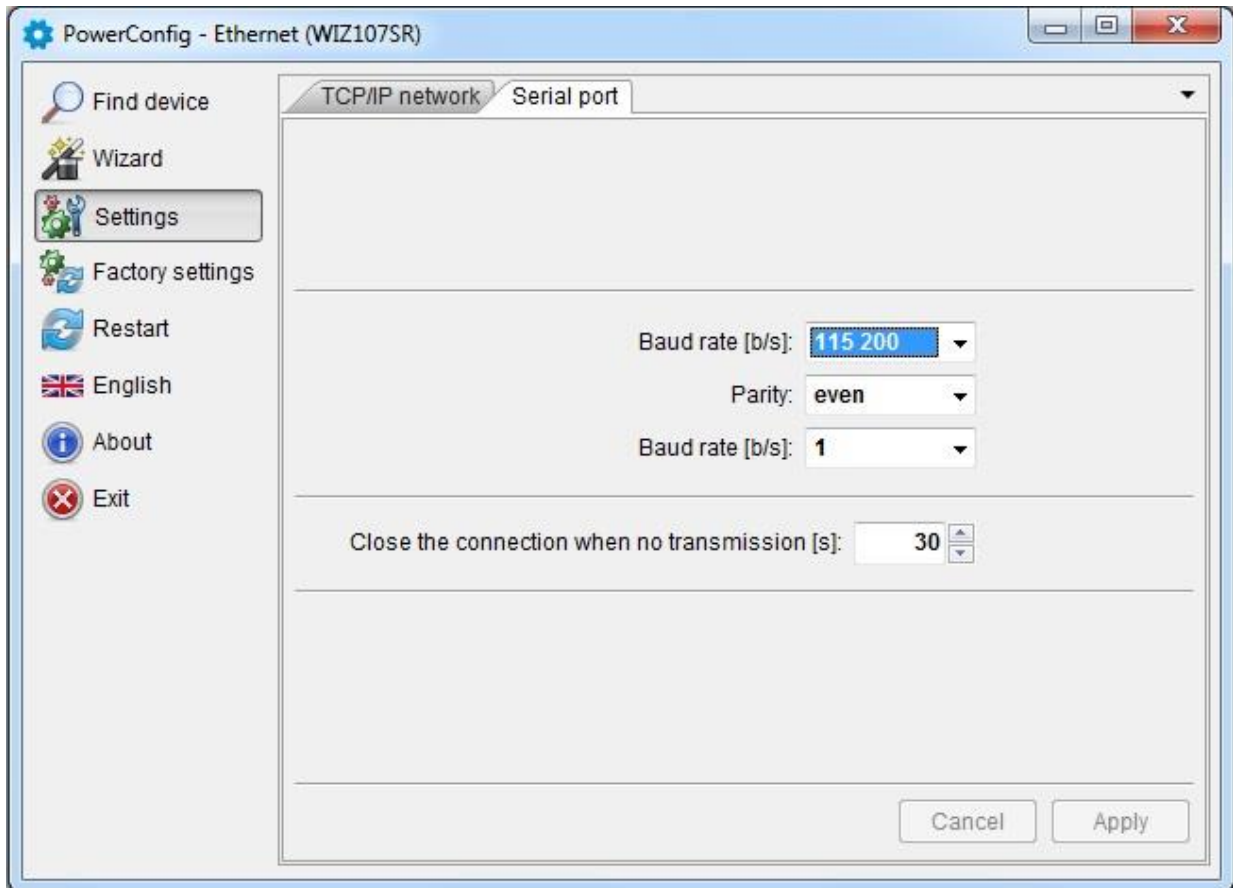 PowerConfig - Ethernet (WIZ107SR)
Find device
Wizard
Settings
Factory settings
Restart
English
About
Exit
TCP/IP network Serial port
Baud rate [b/s]: 115 200
Parity: even
Baud rate [b/s]: 1
Close the connection when no transmission [s]: 30
Cancel Apply